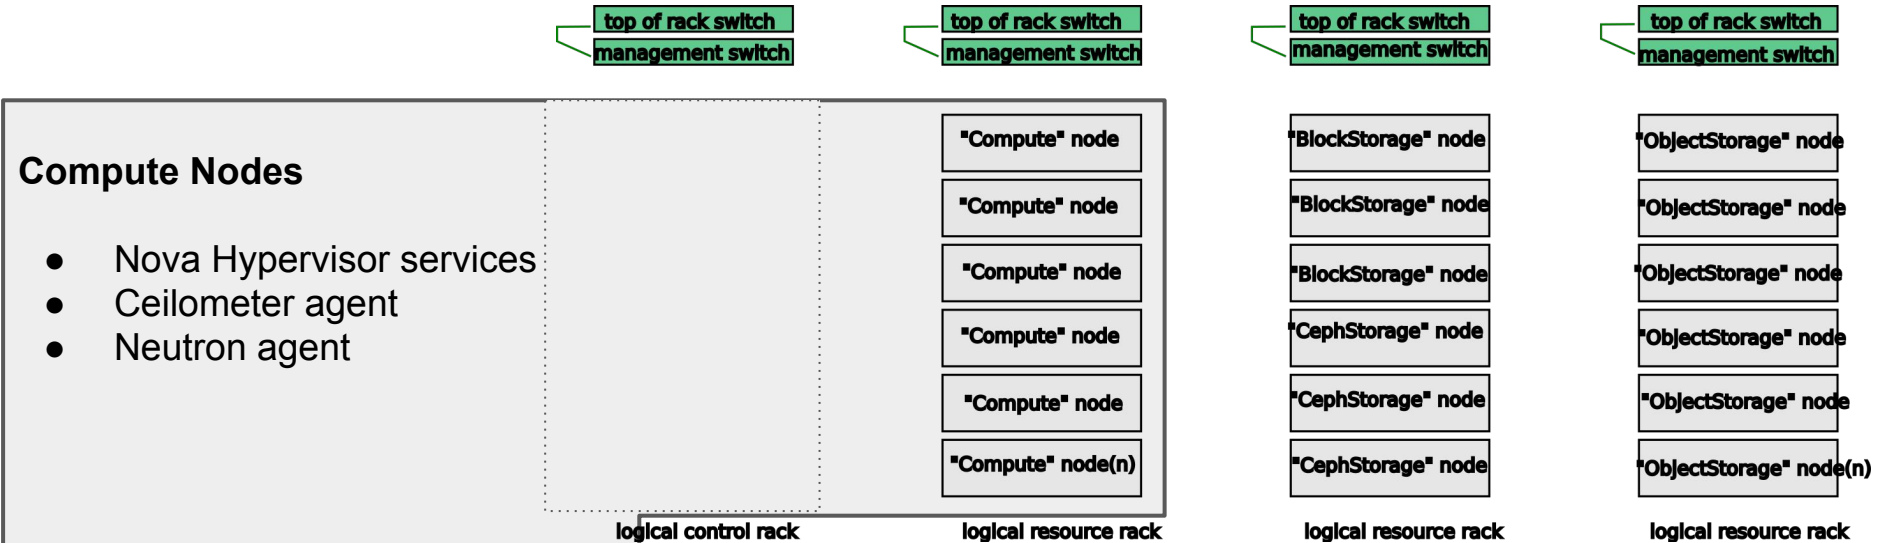 top of rack switch
management switch
top of rack switch
management switch
top of rack switch
management switch
top of rack switch
management switch
Compute Nodes
● Nova Hypervisor services
● Ceilometer agent
● Neutron agent
"Compute" node
"Compute" node
"Compute" node
"Compute" node
"Compute" node
"Compute" node(n)
"BlockStorage" node
"BlockStorage" node
"BlockStorage" node
"CephStorage" node
"CephStorage" node
"CephStorage" node
"ObjectStorage" node
"ObjectStorage" node
"ObjectStorage" node
"ObjectStorage" node
"ObjectStorage" node
"ObjectStorage" node(n)
logical control rack
logical resource rack
logical resource rack
logical resource rack